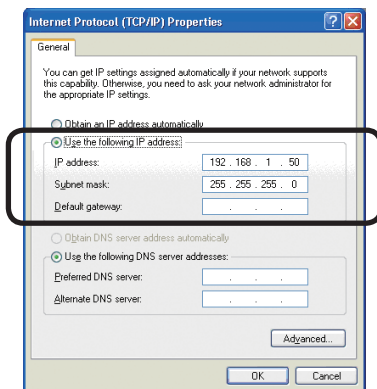 Internet Protocol (TCP/IP) Properties
General
You can get IP settings assigned automatically if your network supports
this capability. Otherwise, you need to ask your network administrator for
the appropriate IP settings.
Obtain an IP address automatically
Use the following IP address:
IP address: 192 . 168 . 1 . 50
Subnet mask: 255 . 255 . 255 . 0
Default gateway: . . .
Obtain DNS server address automatically
Use the following DNS server addresses:
Preferred DNS server: . . .
Alternate DNS server: . . .
Advanced...
OK Cancel